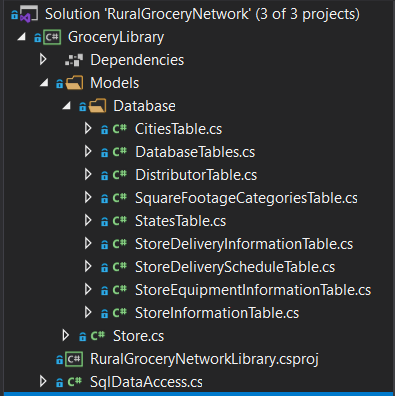 Solution 'RuralGroceryNetwork' (3 of 3 projects)
GroceryLibrary
Dependencies
Models
Database
CitiesTable.cs
DatabaseTables.cs
DistributorTable.cs
SquareFootageCategoriesTable.cs
StatesTable.cs
StoreDeliveryInformationTable.cs
StoreDeliveryScheduleTable.cs
StoreEquipmentInformationTable.cs
StoreInformationTable.cs
Store.cs
RuralGroceryNetworkLibrary.csproj
SqlDataAccess.cs